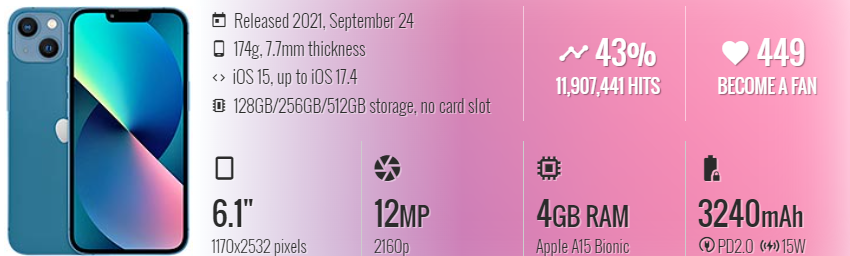 Released 2021, September 24
174g, 7.7mm thickness
iOS 15, up to iOS 17.4
128GB/256GB/512GB storage, no card slot
43%
11,907,441 HITS
449
BECOME A FAN
6.1"
1170x2532 pixels
12MP
2160p
4GB RAM
Apple A15 Bionic
3240mAh
PD2.0 15W